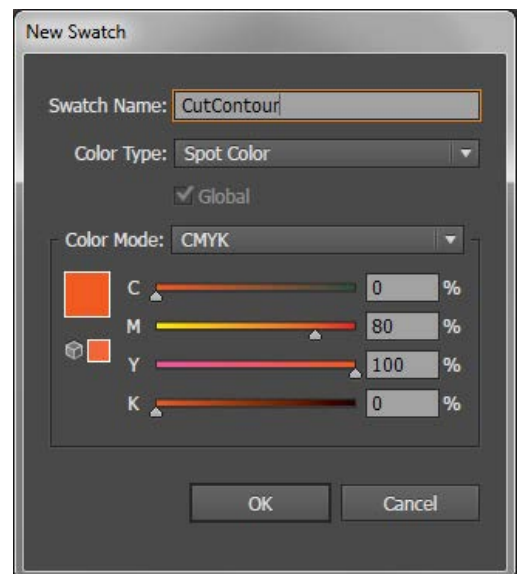 New Swatch
Swatch Name: CutContour
Color Type: Spot Color
Global
Color Mode: CMYK
C 0 %
M 80 %
Y 100 %
K 0 %
OK Cancel